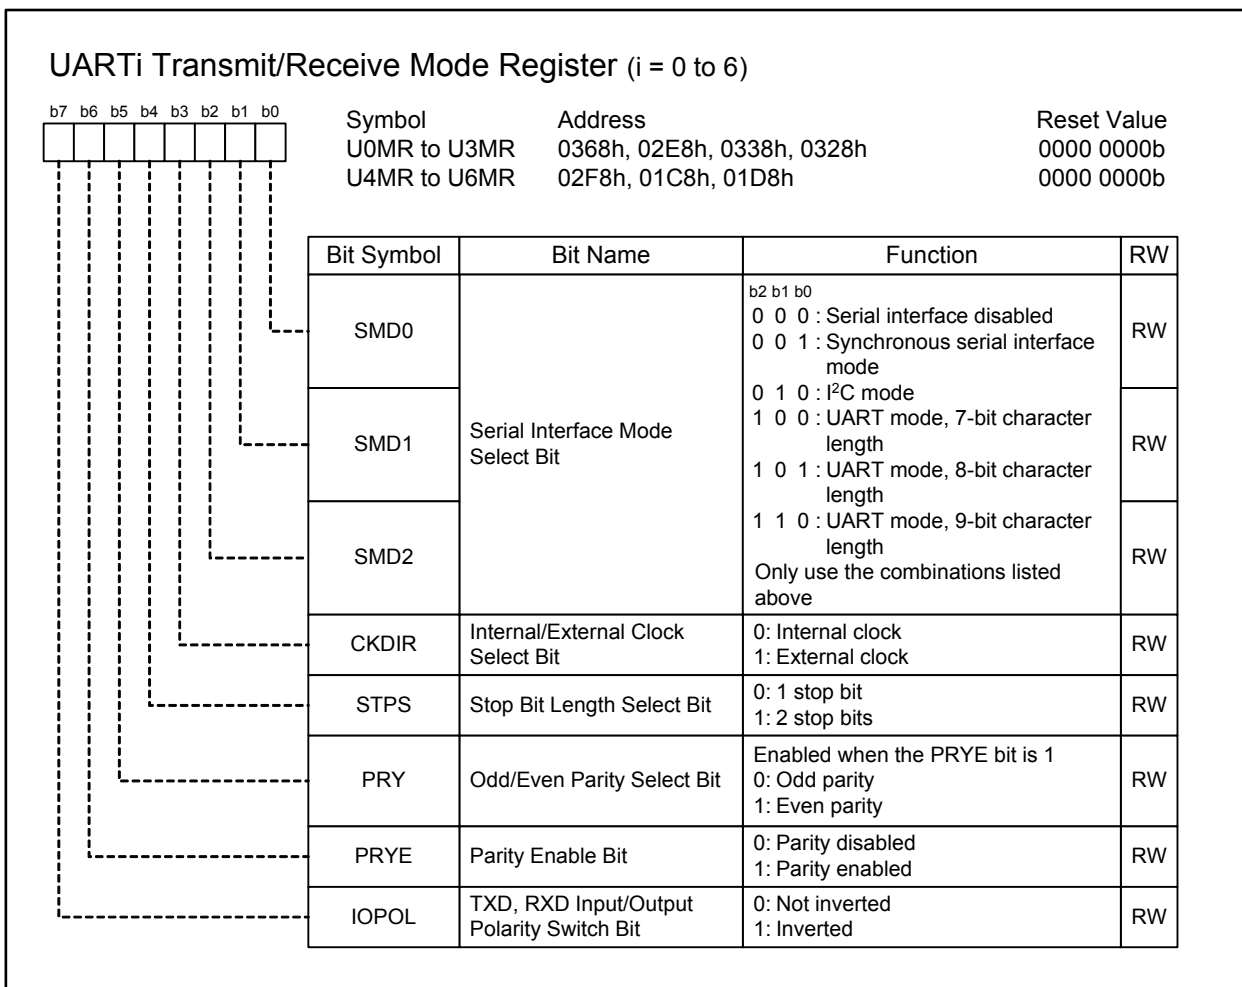 UARTi Transmit/Receive Mode Register (i = 0 to 6)
b7 b6 b5 b4 b3 b2 b1 b0
Symbol Address Reset Value
U0MR to U3MR 0368h, 02E8h, 0338h, 0328h 0000 0000b
U4MR to U6MR 02F8h, 01C8h, 01D8h 0000 0000b
Bit Symbol Bit Name Function RW
SMD0
SMD1
SMD2
Serial Interface Mode
Select Bit
b2 b1 b0
0 0 0 : Serial interface disabled
0 0 1 : Synchronous serial interface
mode
0 1 0 : I²C mode
1 0 0 : UART mode, 7-bit character
length
1 0 1 : UART mode, 8-bit character
length
1 1 0 : UART mode, 9-bit character
length
Only use the combinations listed
above
RW
RW
RW
CKDIR
Internal/External Clock
Select Bit
0: Internal clock
1: External clock
RW
STPS
Stop Bit Length Select Bit
0: 1 stop bit
1: 2 stop bits
RW
PRY
Odd/Even Parity Select Bit
Enabled when the PRYE bit is 1
0: Odd parity
1: Even parity
RW
PRYE
Parity Enable Bit
0: Parity disabled
1: Parity enabled
RW
IOPOL
TXD, RXD Input/Output
Polarity Switch Bit
0: Not inverted
1: Inverted
RW